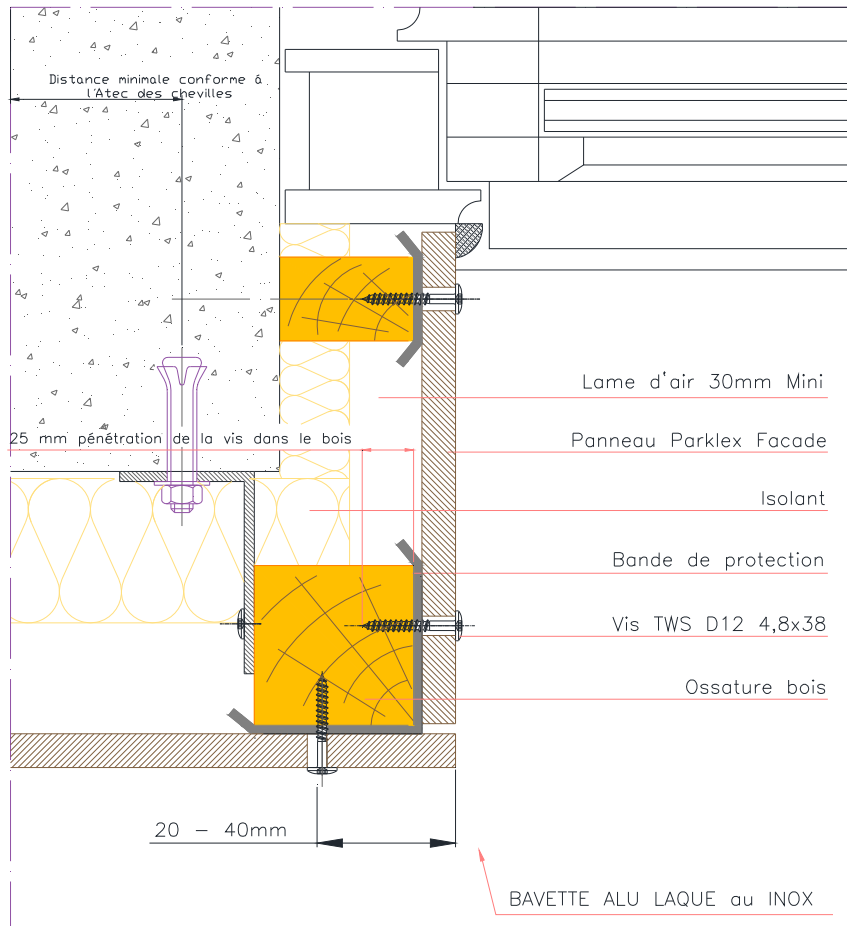 Distance minimale conforme á
l'Atec des chevilles
Lame d'air 30mm Mini
25 mm pénétration de la vis dans le bois
Panneau Parklex Facade
Isolant
Bande de protection
Vis TWS D12 4,8x38
Ossature bois
20 - 40mm
BAVETTE ALU LAQUE au INOX